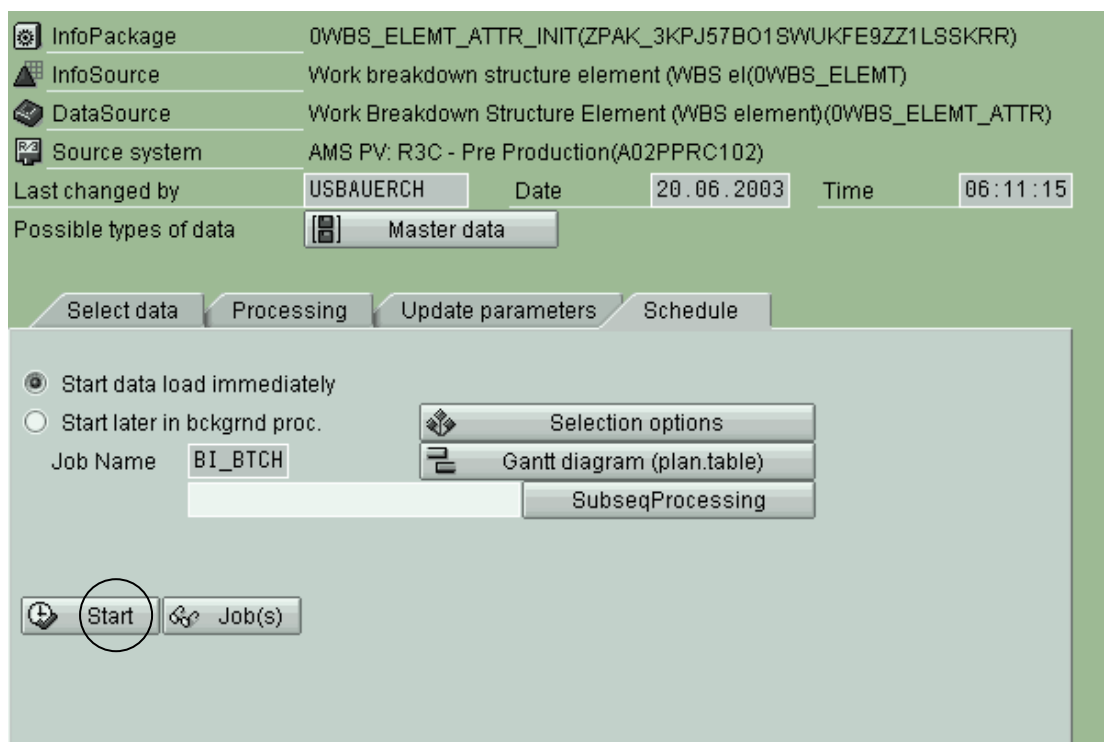 InfoPackage 0WBS_ELEMT_ATTR_INIT(ZPAK_3KPJ57BO1SWUKFE9ZZ1LSSKRR)
InfoSource Work breakdown structure element (WBS el(0WBS_ELEMT)
DataSource Work Breakdown Structure Element (WBS element)(0WBS_ELEMT_ATTR)
R/3 Source system AMS PV: R3C - Pre Production(A02PPRC102)
Last changed by USBAUERCH Date 20.06.2003 Time 06:11:15
Possible types of data Master data
Select data Processing Update parameters Schedule
Start data load immediately
Start later in bckgrnd proc. Selection options
Job Name BI_BTCH Gantt diagram (plan.table)
SubseqProcessing
Start Job(s)